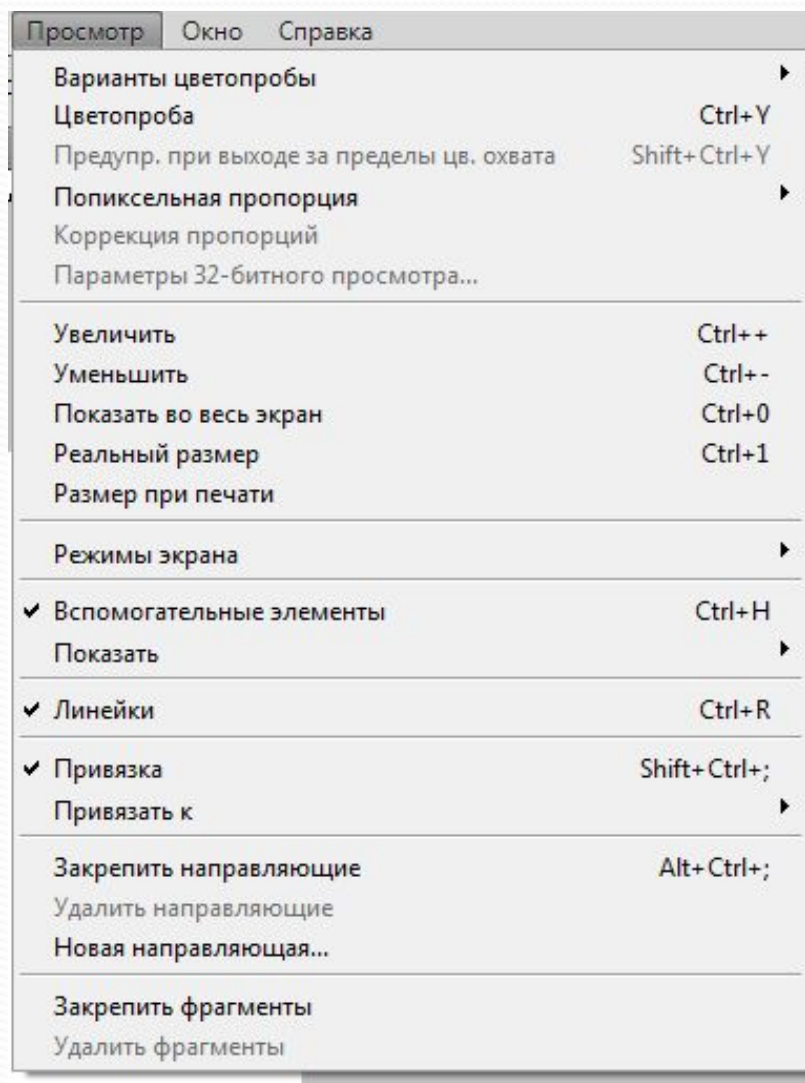 Просмотр Окно Справка
Варианты цветопробы
Цветопроба Ctrl+Y
Предупр. при выходе за пределы цв. охвата Shift+Ctrl+Y
Попиксельная пропорция
Коррекция пропорций
Параметры 32-битного просмотра...
Увеличить Ctrl++
Уменьшить Ctrl+-
Показать во весь экран Ctrl+0
Реальный размер Ctrl+1
Размер при печати
Режимы экрана
Вспомогательные элементы Ctrl+H
Показать
Линейки Ctrl+R
Привязка Shift+Ctrl+;
Привязать к
Закрепить направляющие Alt+Ctrl+;
Удалить направляющие
Новая направляющая...
Закрепить фрагменты
Удалить фрагменты